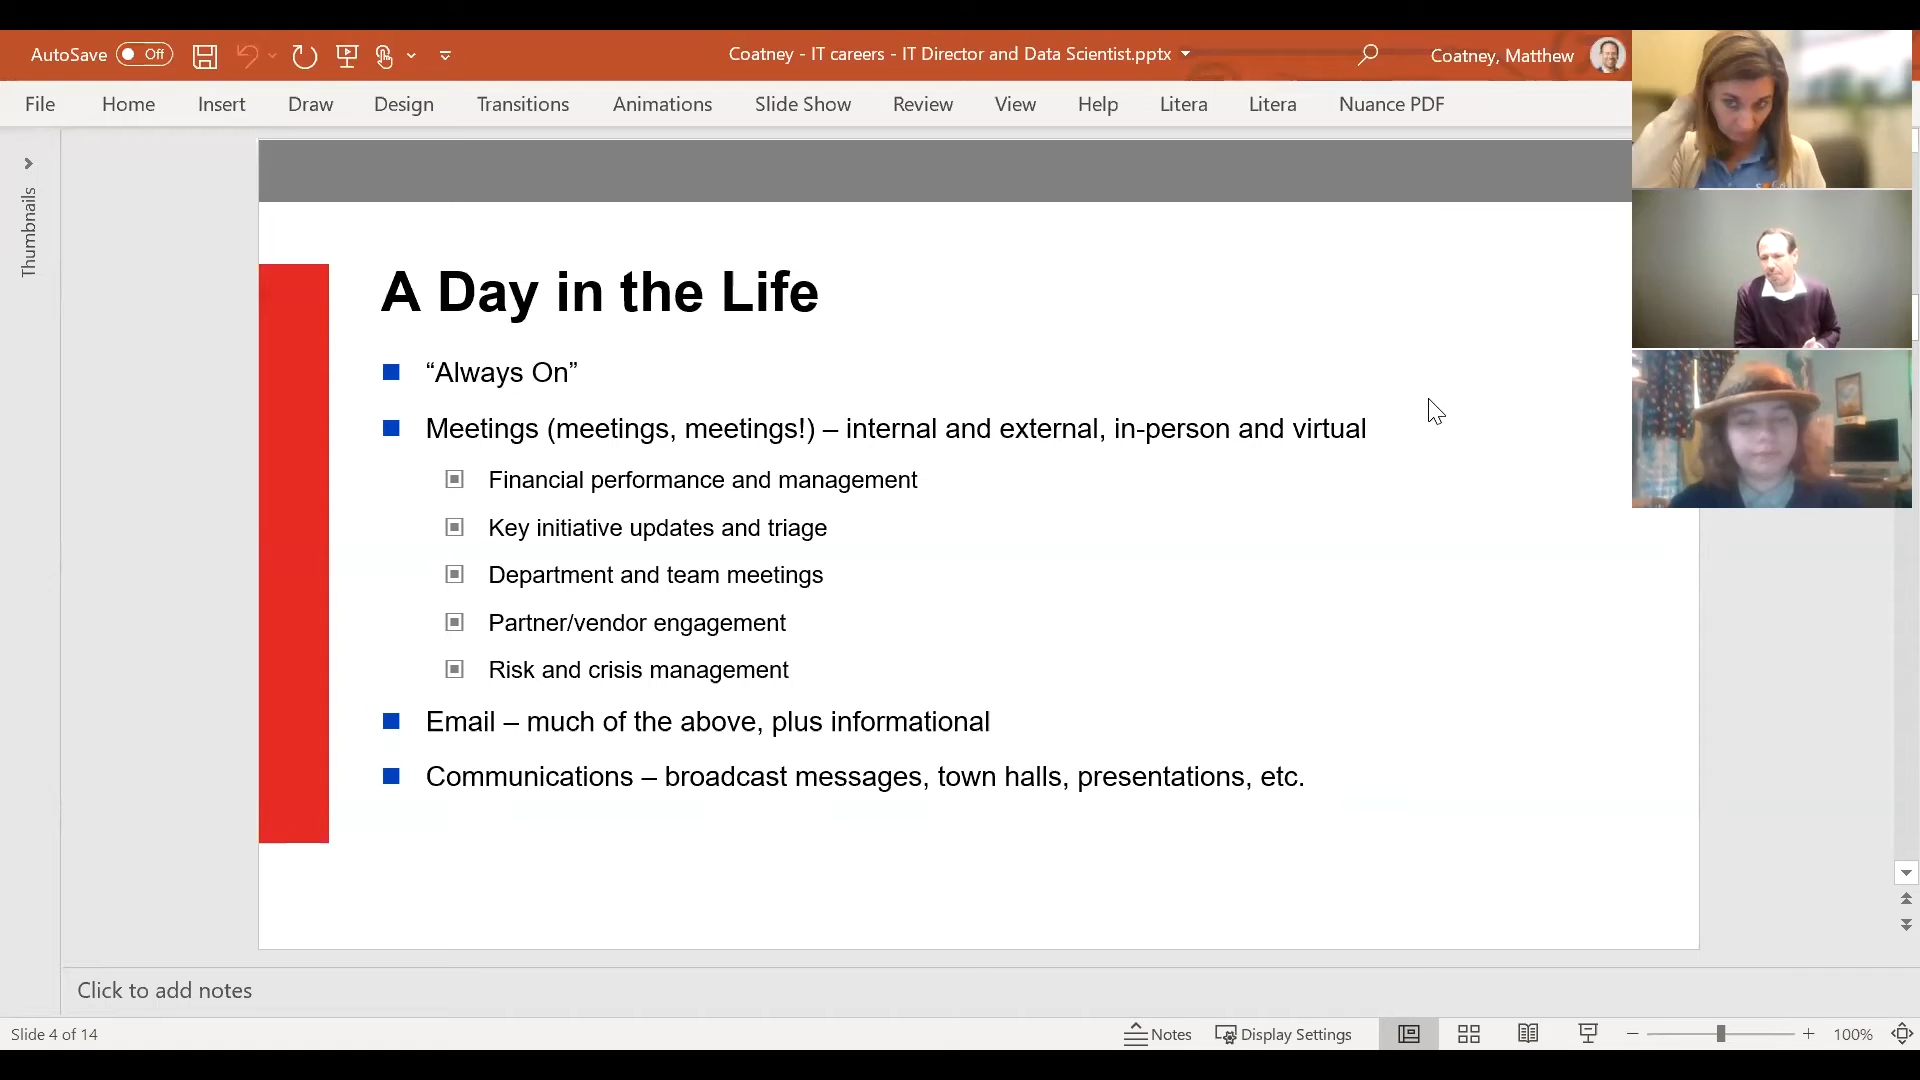 AutoSave Off Coatney - IT careers - IT Director and Data Scientist.pptx Coatney, Matthew
File Home Insert Draw Design Transitions Animations Slide Show Review View Help Litera Litera Nuance PDF
Thumbnails
A Day in the Life
“Always On”
Meetings (meetings, meetings!) – internal and external, in-person and virtual
Financial performance and management
Key initiative updates and triage
Department and team meetings
Partner/vendor engagement
Risk and crisis management
Email – much of the above, plus informational
Communications – broadcast messages, town halls, presentations, etc.
Click to add notes
Slide 4 of 14 Notes Display Settings 100%